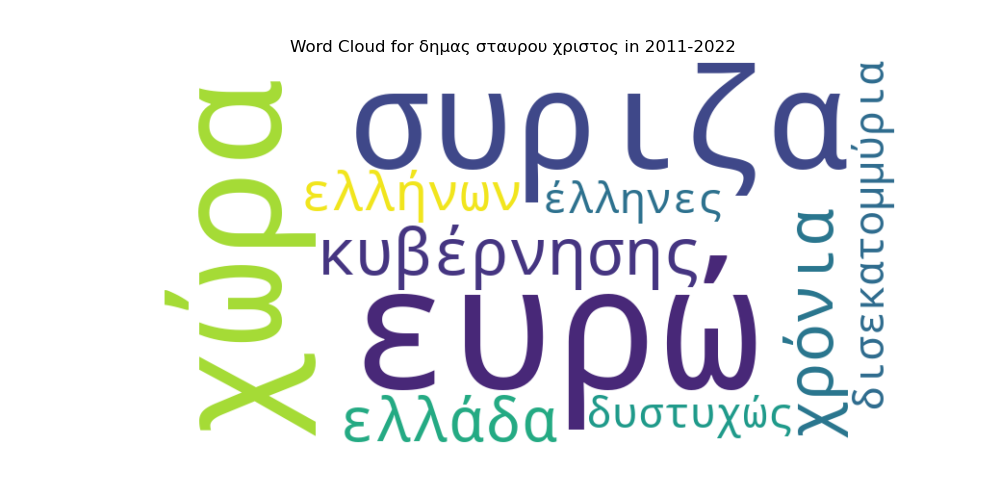 Word Cloud for δημας σταυρου χριστος in 2011-2022
χώρα
συριζα
δισεκατομμύρια
ελλήνων
έλληνες
κυβέρνησης
χρόνια
ευρώ
ελλάδα
δυστυχώς